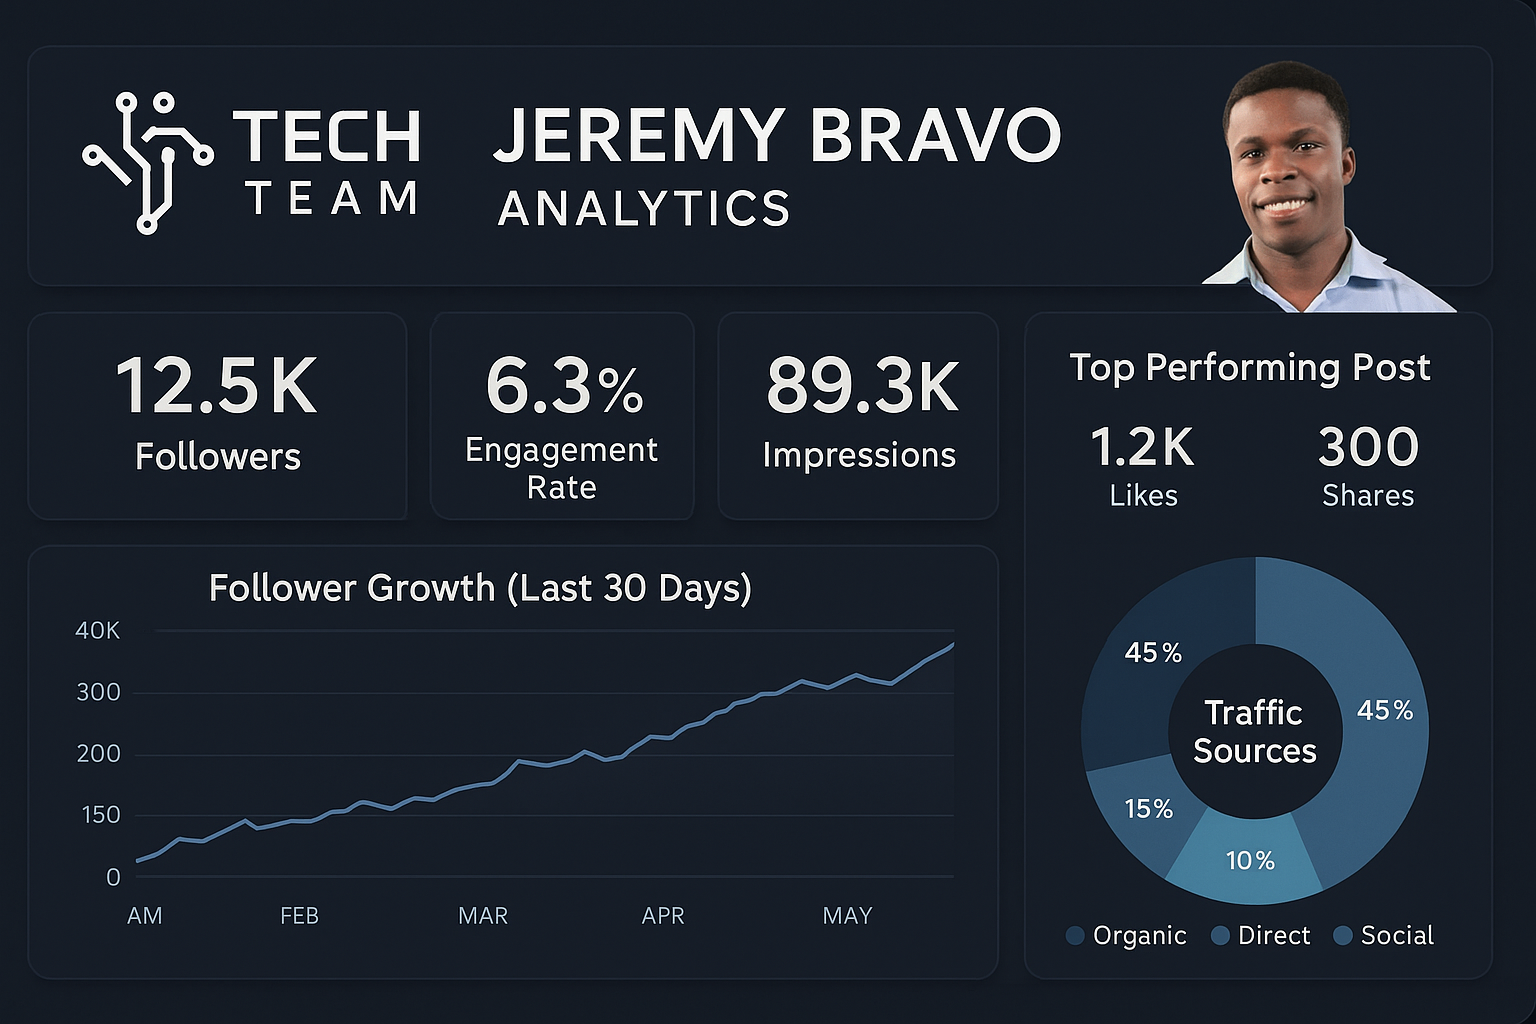 TECH
TEAM
JEREMY BRAVO
ANALYTICS
12.5K
Followers
6.3%
Engagement
Rate
89.3K
Impressions
Top Performing Post
1.2K
Likes
300
Shares
Follower Growth (Last 30 Days)
40K
300
200
150
0
AM
FEB
MAR
APR
MAY
45%
45%
15%
10%
Traffic
Sources
Organic
Direct
Social